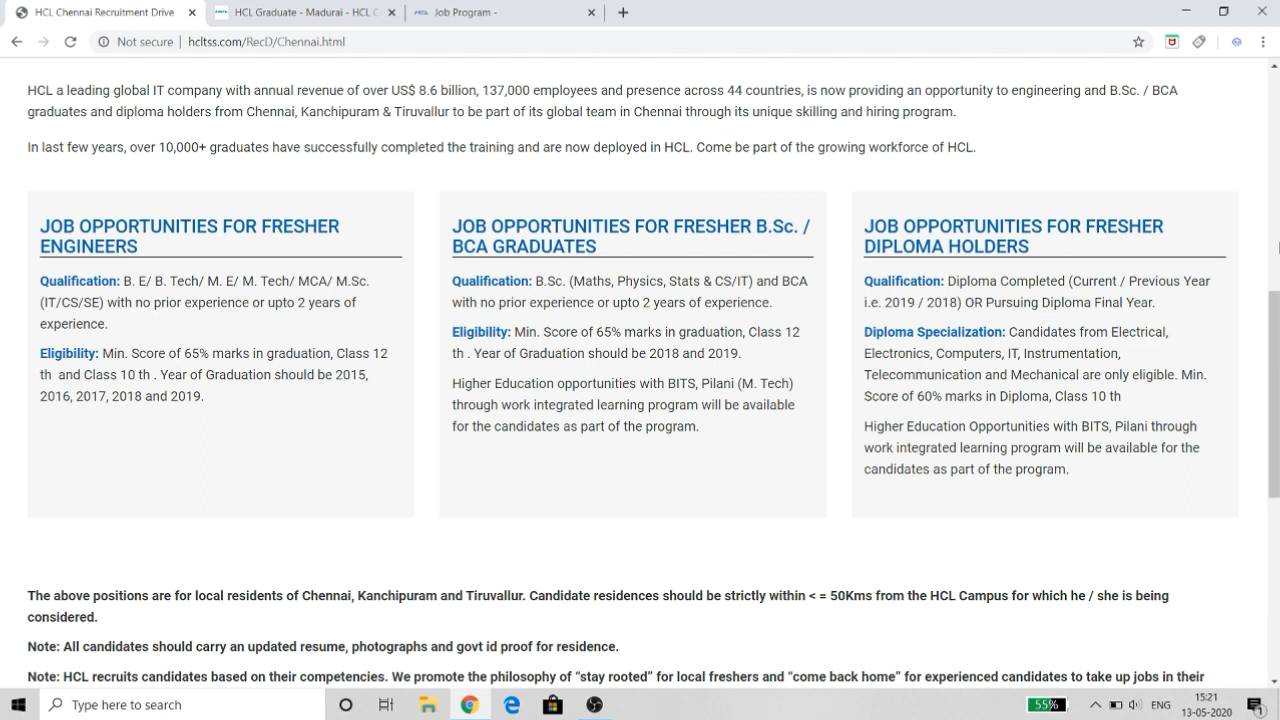 HCL Chennai Recruitment Drive
HCL Graduate - Madurai - HCL C
Job Program -
Not secure | hcltss.com/RecD/Chennai.html
HCL a leading global IT company with annual revenue of over US$ 8.6 billion, 137,000 employees and presence across 44 countries, is now providing an opportunity to engineering and B.Sc. / BCA
graduates and diploma holders from Chennai, Kanchipuram & Tiruvallur to be part of its global team in Chennai through its unique skilling and hiring program.
In last few years, over 10,000+ graduates have successfully completed the training and are now deployed in HCL. Come be part of the growing workforce of HCL.
JOB OPPORTUNITIES FOR FRESHER
ENGINEERS
Qualification: B. E/ B. Tech/ M. E/ M. Tech/ MCA/ M.Sc.
(IT/CS/SE) with no prior experience or upto 2 years of
experience.
Eligibility: Min. Score of 65% marks in graduation, Class 12
th and Class 10 th . Year of Graduation should be 2015,
2016, 2017, 2018 and 2019.
JOB OPPORTUNITIES FOR FRESHER B.Sc. /
BCA GRADUATES
Qualification: B.Sc. (Maths, Physics, Stats & CS/IT) and BCA
with no prior experience or upto 2 years of experience.
Eligibility: Min. Score of 65% marks in graduation, Class 12
th . Year of Graduation should be 2018 and 2019.
Higher Education opportunities with BITS, Pilani (M. Tech)
through work integrated learning program will be available
for the candidates as part of the program.
JOB OPPORTUNITIES FOR FRESHER
DIPLOMA HOLDERS
Qualification: Diploma Completed (Current / Previous Year
i.e. 2019 / 2018) OR Pursuing Diploma Final Year.
Diploma Specialization: Candidates from Electrical,
Electronics, Computers, IT, Instrumentation,
Telecommunication and Mechanical are only eligible. Min.
Score of 60% marks in Diploma, Class 10 th
Higher Education Opportunities with BITS, Pilani through
work integrated learning program will be available for the
candidates as part of the program.
The above positions are for local residents of Chennai, Kanchipuram and Tiruvallur. Candidate residences should be strictly within < = 50Kms from the HCL Campus for which he / she is being
considered.
Note: All candidates should carry an updated resume, photographs and govt id proof for residence.
Note: HCL recruits candidates based on their competencies. We promote the philosophy of “stay rooted” for local freshers and “come back home” for experienced candidates to take up jobs in their
Type here to search
55%
ENG
15:21
13-05-2020
1